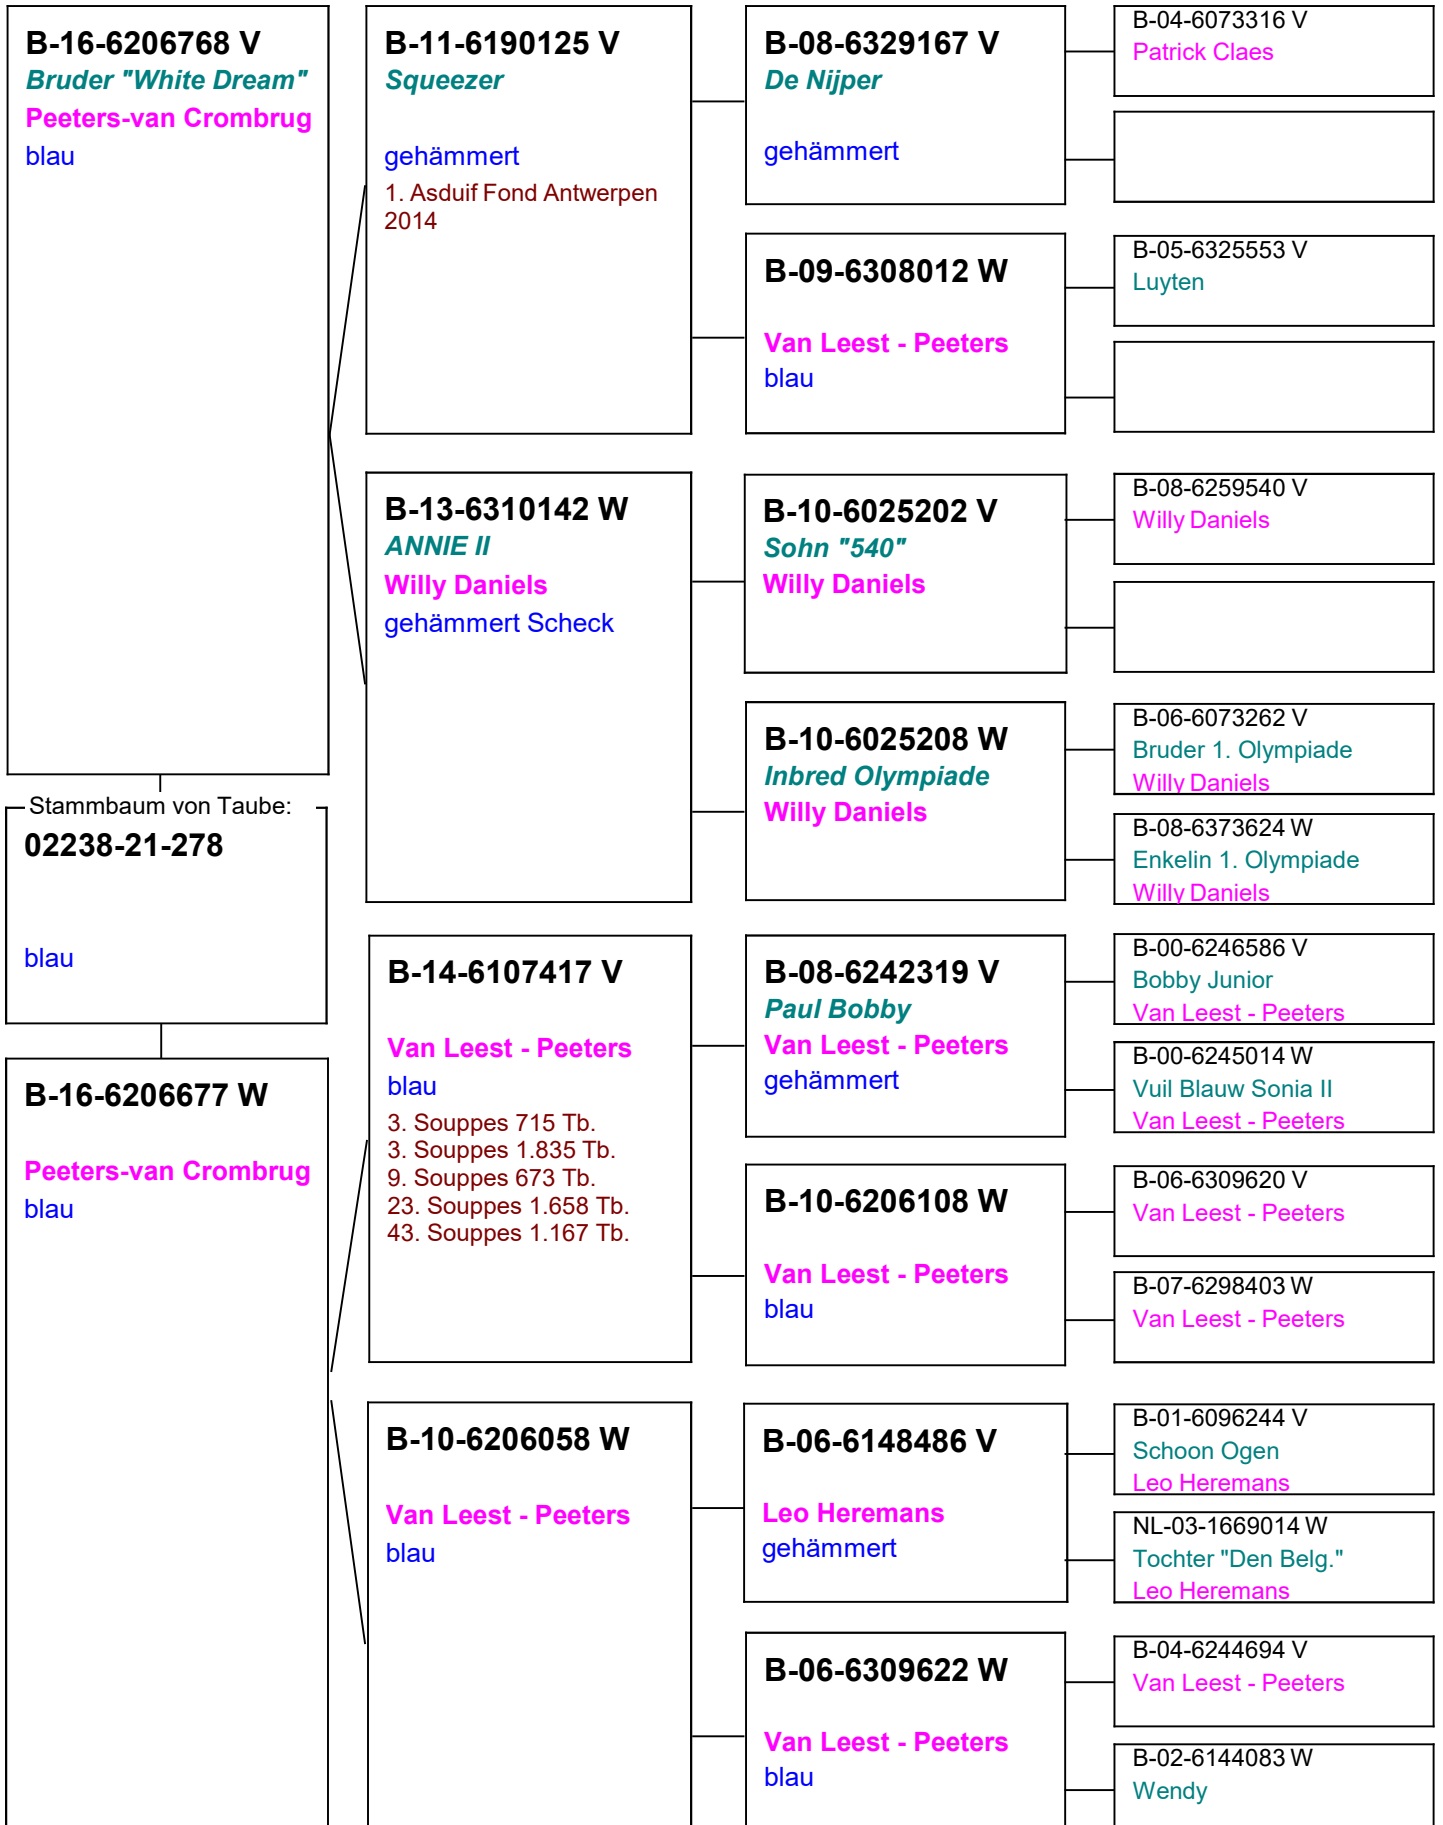 B-16-6206768 V
Bruder "White Dream"
Peeters-van Crombrug
blau
Stammbaum von Taube:
02238-21-278
blau
B-16-6206677 W
Peeters-van Crombrug
blau
B-11-6190125 V
Squeezer
gehämmert
1. Asduif Fond Antwerpen
2014
B-13-6310142 W
ANNIE II
Willy Daniels
gehämmert Scheck
B-14-6107417 V
Van Leest - Peeters
blau
3. Souppes 715 Tb.
3. Souppes 1.835 Tb.
9. Souppes 673 Tb.
23. Souppes 1.658 Tb.
43. Souppes 1.167 Tb.
B-10-6206058 W
Van Leest - Peeters
blau
B-08-6329167 V
De Nijper
gehämmert
B-09-6308012 W
Van Leest - Peeters
blau
B-10-6025202 V
Sohn "540"
Willy Daniels
B-10-6025208 W
Inbred Olympiade
Willy Daniels
B-08-6242319 V
Paul Bobby
Van Leest - Peeters
gehämmert
B-10-6206108 W
Van Leest - Peeters
blau
B-06-6148486 V
Leo Heremans
gehämmert
B-06-6309622 W
Van Leest - Peeters
blau
B-04-6073316 V
Patrick Claes
B-05-6325553 V
Luyten
B-08-6259540 V
Willy Daniels
B-06-6073262 V
Bruder 1. Olympiade
Willy Daniels
B-08-6373624 W
Enkelin 1. Olympiade
Willy Daniels
B-00-6246586 V
Bobby Junior
Van Leest - Peeters
B-00-6245014 W
Vuil Blauw Sonia II
Van Leest - Peeters
B-06-6309620 V
Van Leest - Peeters
B-07-6298403 W
Van Leest - Peeters
B-01-6096244 V
Schoon Ogen
Leo Heremans
NL-03-1669014 W
Tochter "Den Belg."
Leo Heremans
B-04-6244694 V
Van Leest - Peeters
B-02-6144083 W
Wendy